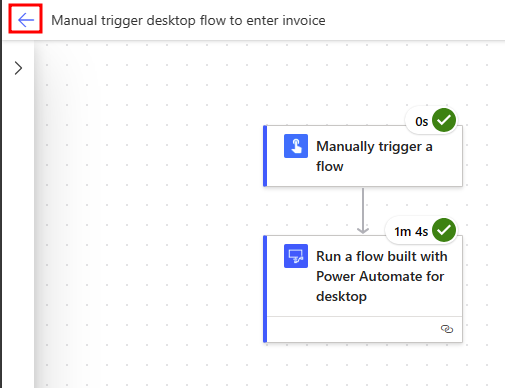 Manual trigger desktop flow to enter invoice
0s
Manually trigger a
flow
1m 4s
Run a flow built with
Power Automate for
desktop